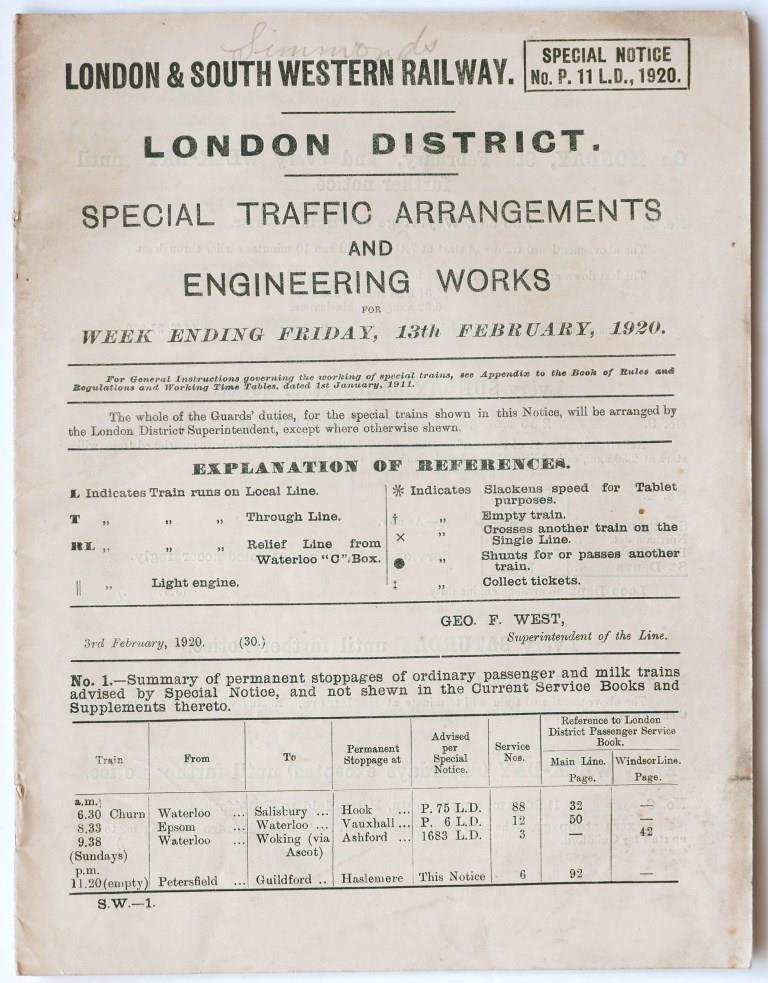 Simmonds
LONDON & SOUTH WESTERN RAILWAY.
SPECIAL NOTICE
No. P. 11 L.D., 1920.
LONDON DISTRICT.
SPECIAL TRAFFIC ARRANGEMENTS
AND
ENGINEERING WORKS
FOR
WEEK ENDING FRIDAY, 13th FEBRUARY, 1920.
For General Instructions governing the working of special trains, see Appendix to the Book of Rules and
Regulations and Working Time Tables, dated 1st January, 1911.
The whole of the Guards' duties, for the special trains shown in this Notice, will be arranged by
the London District Superintendent, except where otherwise shewn.
EXPLANATION OF REFERENCES.
L Indicates Train runs on Local Line.
T „ „ „ Through Line.
RL „ „ „ Relief Line from
Waterloo "C" Box.
‖ „ Light engine.
※ Indicates Slackens speed for Tablet
purposes.
† „ Empty train.
× „ Crosses another train on the
Single Line.
● „ Shunts for or passes another
train.
‡ „ Collect tickets.
GEO. F. WEST,
3rd February, 1920. (30.) Superintendent of the Line.
No. 1.—Summary of permanent stoppages of ordinary passenger and milk trains
advised by Special Notice, and not shewn in the Current Service Books and
Supplements thereto.
Train From To Permanent Stoppage at Advised per Special Notice. Service Nos. Reference to London District Passenger Service Book. Main Line. Page. Windsor Line. Page.
a.m.
6.30 Churn Waterloo ... Salisbury ... Hook ... P. 75 L.D. 88 32 —
8.33 Epsom ... Waterloo ... Vauxhall ... P. 6 L.D. 12 50 —
9.38 Waterloo ... Woking (via Ashford ... 1683 L.D. 3 — 42
(Sundays) Ascot)
p.m.
11.20 (empty) Petersfield ... Guildford .. Haslemere This Notice 6 92 —
S.W.—1.